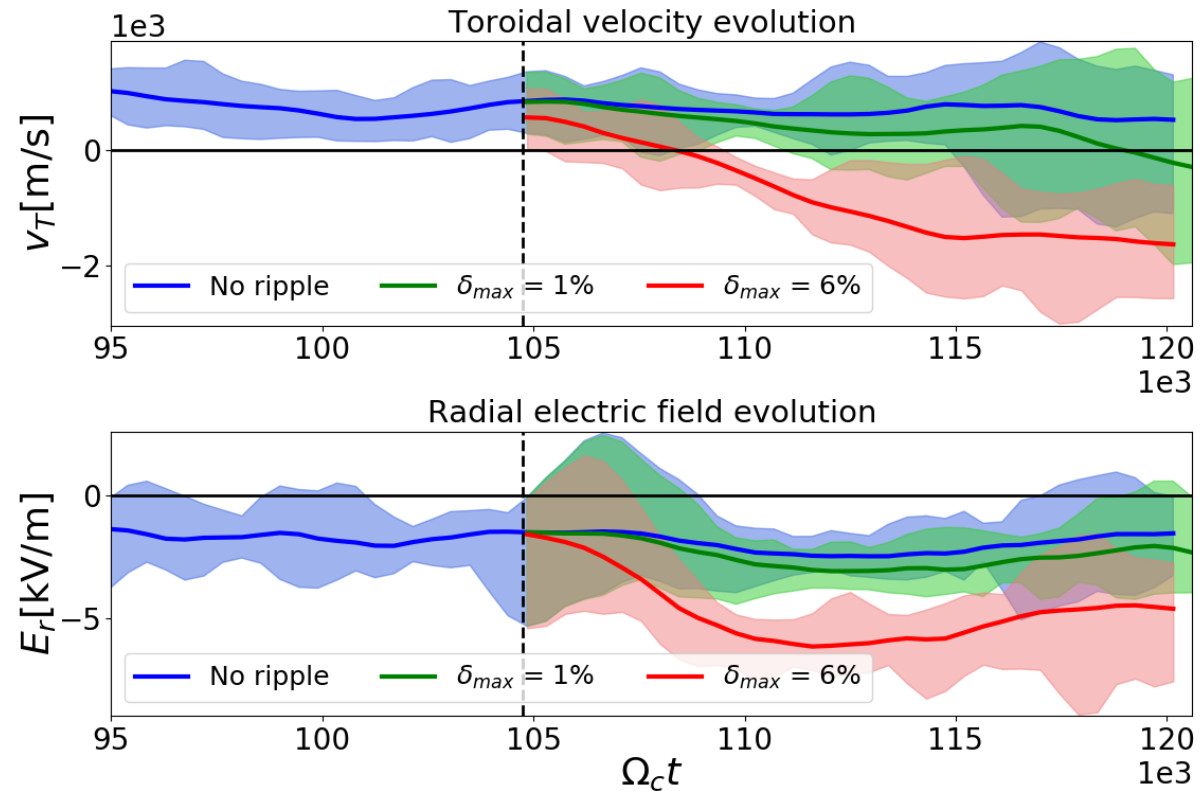 Toroidal velocity evolution
1e3
v_T[m/s]
0
−2
No ripple δ_max = 1% δ_max = 6%
95 100 105 110 115 120
1e3
Radial electric field evolution
E_r[kV/m]
0
−5
No ripple δ_max = 1% δ_max = 6%
95 100 105 110 115 120
Ω_c t
1e3